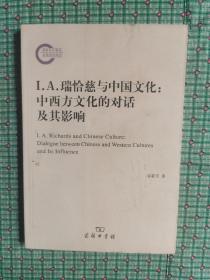 I.A.瑞恰慈与中国文化：
中西方文化的对话
及其影响
I. A. Richards and Chinese Culture:
Dialogue between Chinese and Western Cultures
and Its Influence
著
商务印书馆